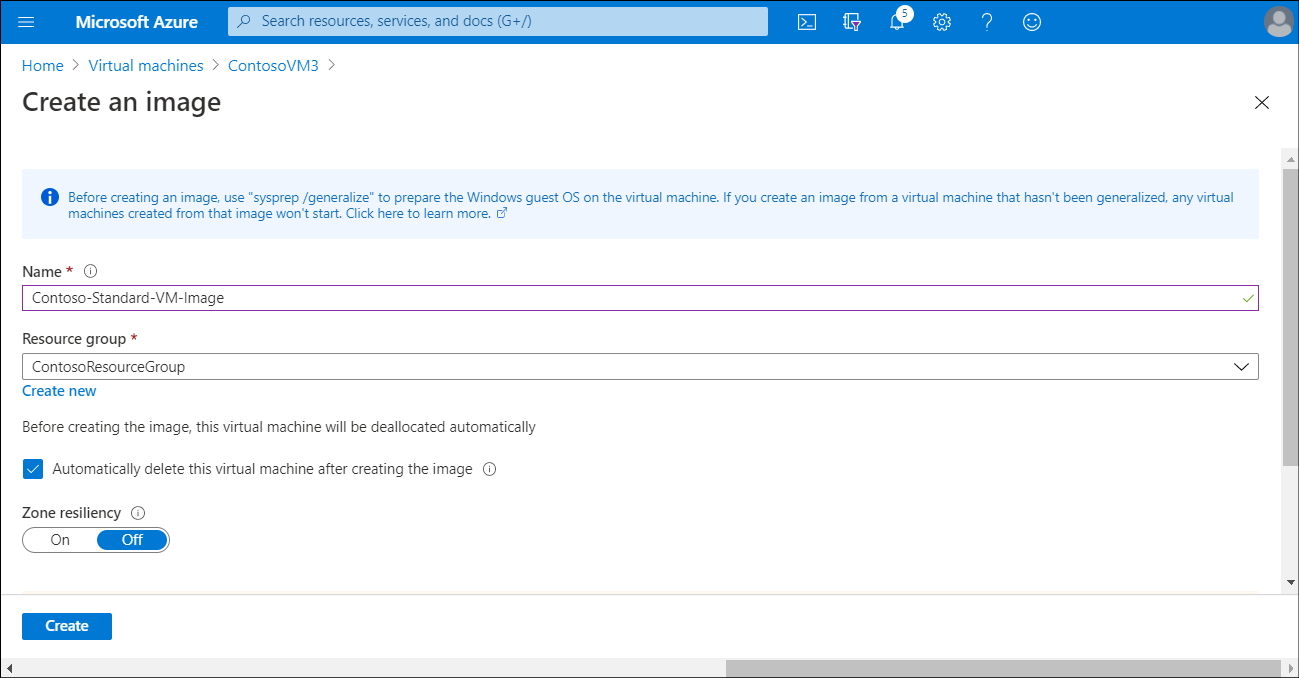 Microsoft Azure
Search resources, services, and docs (G+/)
5
Home > Virtual machines > ContosoVM3 >
Create an image
Before creating an image, use "sysprep /generalize" to prepare the Windows guest OS on the virtual machine. If you create an image from a virtual machine that hasn't been generalized, any virtual
machines created from that image won't start. Click here to learn more.
Name *
Contoso-Standard-VM-Image
Resource group *
ContosoResourceGroup
Create new
Before creating the image, this virtual machine will be deallocated automatically
Automatically delete this virtual machine after creating the image
Zone resiliency
On Off
Create